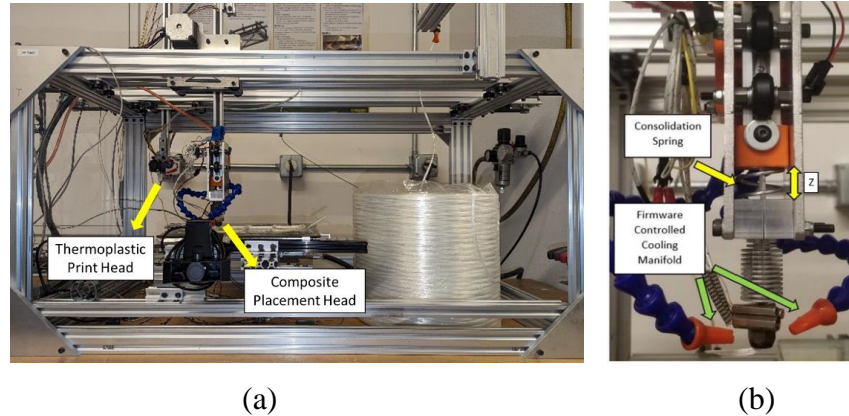 Thermoplastic
Print Head
Composite
Placement Head
Consolidation
Spring
Z
Firmware
Controlled
Cooling
Manifold
(a)
(b)